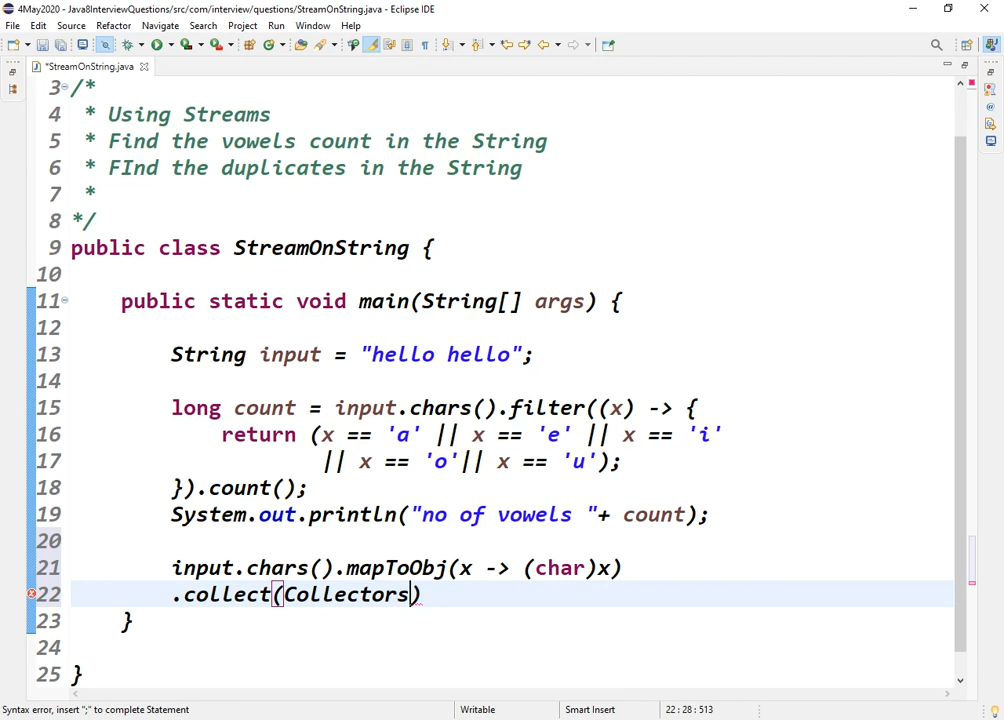 4May2020 - Java8InterviewQuestions/src/com/interview/questions/StreamOnString.java - Eclipse IDE
File Edit Source Refactor Navigate Search Project Run Window Help
*StreamOnString.java
3 /*
4  * Using Streams
5  * Find the vowels count in the String
6  * FInd the duplicates in the String
7  *
8 */
9 public class StreamOnString {
10
11     public static void main(String[] args) {
12
13         String input = "hello hello";
14
15         long count = input.chars().filter((x) -> {
16             return (x == 'a' || x == 'e' || x == 'i'
17                     || x == 'o'|| x == 'u');
18         }).count();
19         System.out.println("no of vowels "+ count);
20
21         input.chars().mapToObj(x -> (char)x)
22         .collect(Collectors)
23     }
24
25 }
Syntax error, insert ";" to complete Statement Writable Smart Insert 22 : 28 : 513